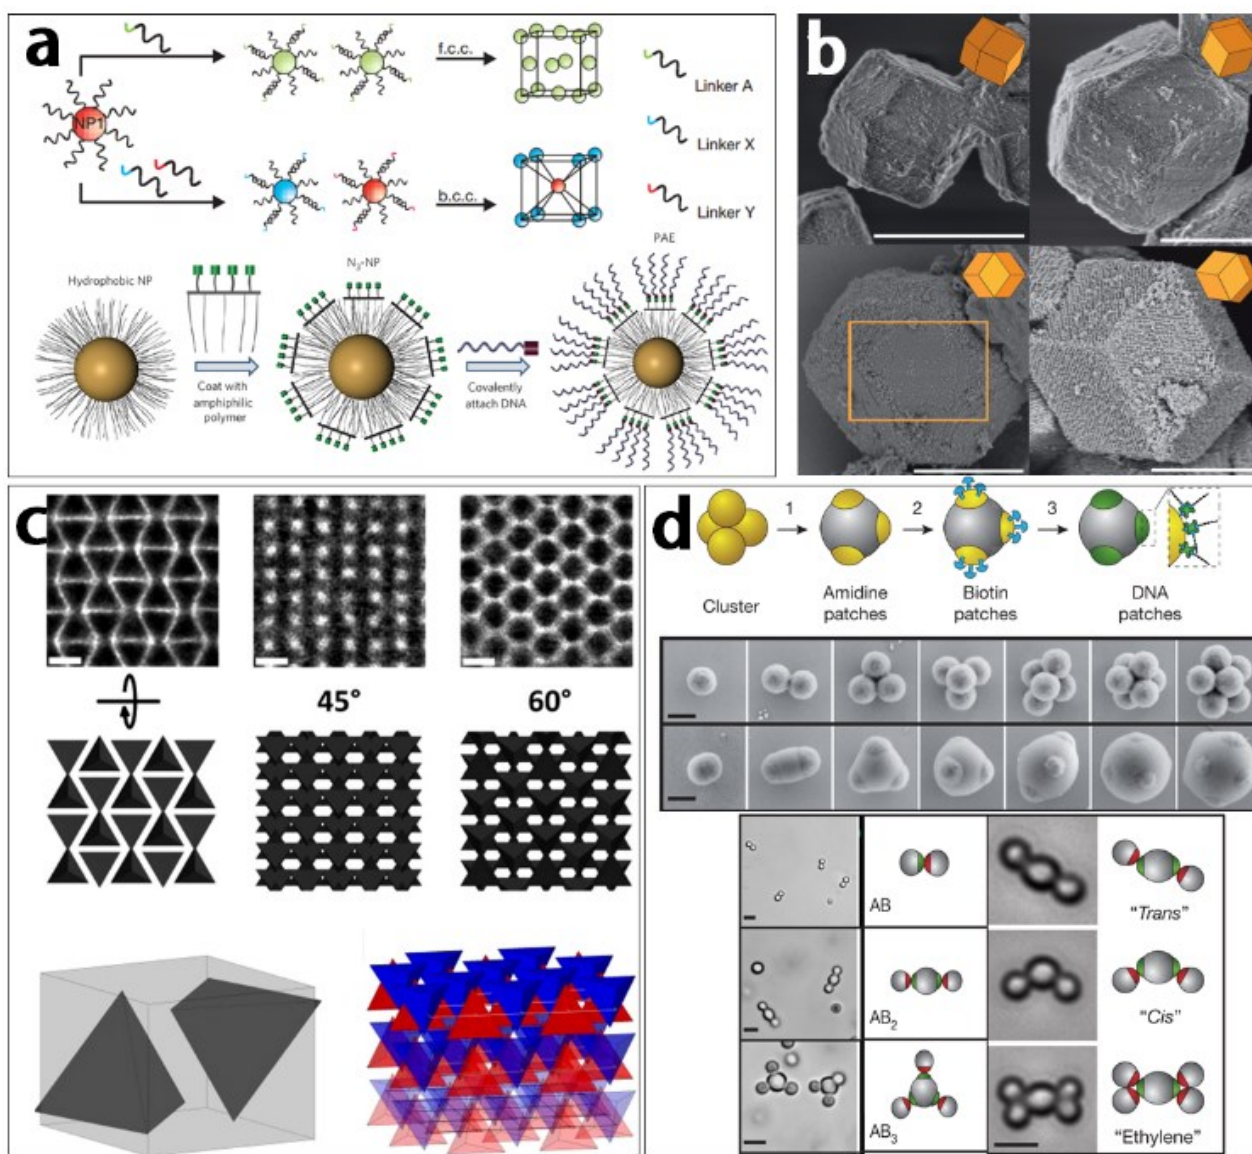 a
NP1
f.c.c.
b.c.c.
Linker A
Linker X
Linker Y
Hydrophobic NP
Coat with
amphiphilic
polymer
N₃-NP
Covalently
attach DNA
PAE
b
c
45°
60°
d
1
2
3
Cluster
Amidine
patches
Biotin
patches
DNA
patches
AB
"Trans"
AB₂
"Cis"
AB₃
"Ethylene"